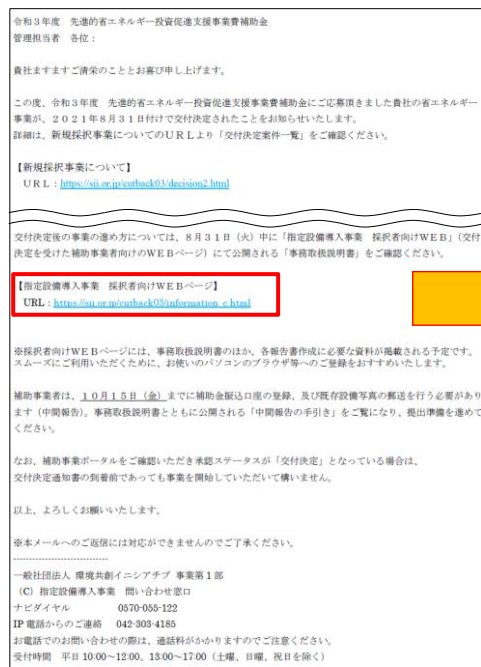 令和３年度　先進的省エネルギー投資促進支援事業費補助金
管理担当者　各位：
貴社ますますご清栄のこととお喜び申し上げます。
この度、令和３年度　先進的省エネルギー投資促進支援事業費補助金にご応募頂きました貴社の省エネルギー
事業が、２０２１年８月３１日付けで交付決定されたことをお知らせいたします。
詳細は、新規採択事業についてのＵＲＬより「交付決定案件一覧」をご確認ください。
【新規採択事業について】
ＵＲＬ：https://sii.or.jp/cutback03/decision2.html
交付決定後の事業の進め方については、８月３１日（火）中に「指定設備導入事業　採択者向けＷＥＢ」（交付
決定を受けた補助事業者向けのＷＥＢページ）にて公開される「事務取扱説明書」をご確認ください。
【指定設備導入事業　採択者向けＷＥＢページ】
URL：https://sii.or.jp/cutback03/information_c.html
※採択者向けＷＥＢページには、事務取扱説明書のほか、各報告書作成に必要な資料が掲載される予定です。
スムーズにご利用いただくために、お使いのパソコンのブラウザ等へのご登録をおすすめいたします。
補助事業者は、１０月１５日（金）までに補助金振込口座の登録、及び既存設備写真の郵送を行う必要があり
ます（中間報告）。事務取扱説明書とともに公開される「中間報告の手引き」をご覧になり、提出準備を進めて
ください。
なお、補助事業ポータルをご確認いただき承認ステータスが「交付決定」となっている場合は、
交付決定通知書の到着前であっても事業を開始していただいて構いません。
以上、よろしくお願いいたします。
※本メールへのご返信には対応ができませんのでご了承ください。
------------------------------
一般社団法人 環境共創イニシアチブ 事業第１部
（C）指定設備導入事業　問い合わせ窓口
ナビダイヤル　　　0570-055-122
IP 電話からのご連絡　042-303-4185
お電話でのお問い合わせの際は、通話料がかかりますのでご注意ください。
受付時間　平日 10:00～12:00、13:00～17:00（土曜、日曜、祝日を除く）